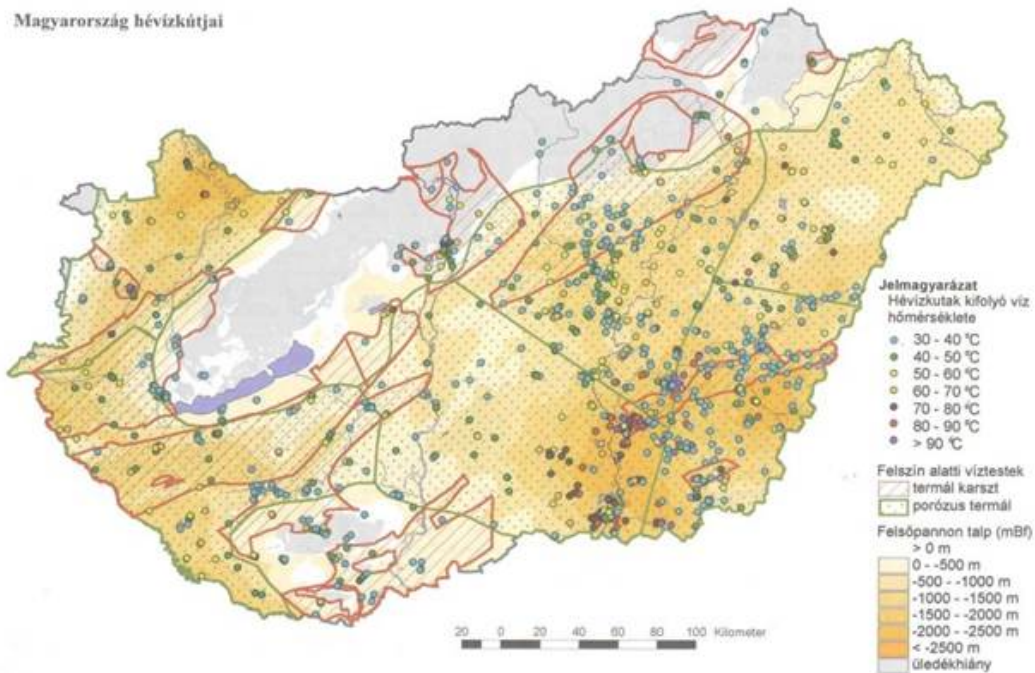 Magyarország hévízkútjai
Jelmagyarázat
Hévízkutak kifolyó víz
hőmérséklete
30 - 40 °C
40 - 50 °C
50 - 60 °C
60 - 70 °C
70 - 80 °C
80 - 90 °C
> 90 °C
Felszín alatti víztestek
termál karszt
porózus termál
Felsőpannon talp (mBf)
> 0 m
0 - -500 m
-500 - -1000 m
-1000 - -1500 m
-1500 - -2000 m
-2000 - -2500 m
< -2500 m
üledékhiány
20 0 20 40 60 80 100 Kilometer